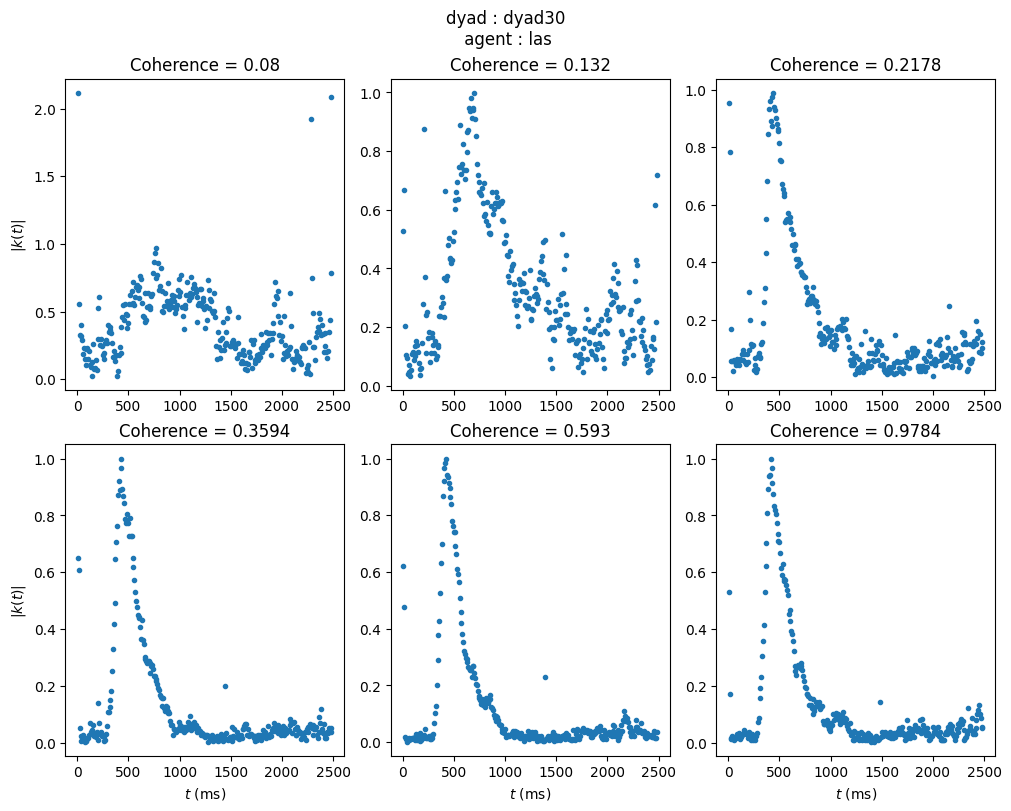 dyad : dyad30
agent : las
Coherence = 0.08
Coherence = 0.132
Coherence = 0.2178
|k(t)|
2.0
1.5
1.0
0.5
0.0
0 500 1000 1500 2000 2500
1.0
0.8
0.6
0.4
0.2
0.0
0 500 1000 1500 2000 2500
1.0
0.8
0.6
0.4
0.2
0.0
0 500 1000 1500 2000 2500
Coherence = 0.3594
Coherence = 0.593
Coherence = 0.9784
|k(t)|
1.0
0.8
0.6
0.4
0.2
0.0
0 500 1000 1500 2000 2500
t (ms)
1.0
0.8
0.6
0.4
0.2
0.0
0 500 1000 1500 2000 2500
t (ms)
1.0
0.8
0.6
0.4
0.2
0.0
0 500 1000 1500 2000 2500
t (ms)